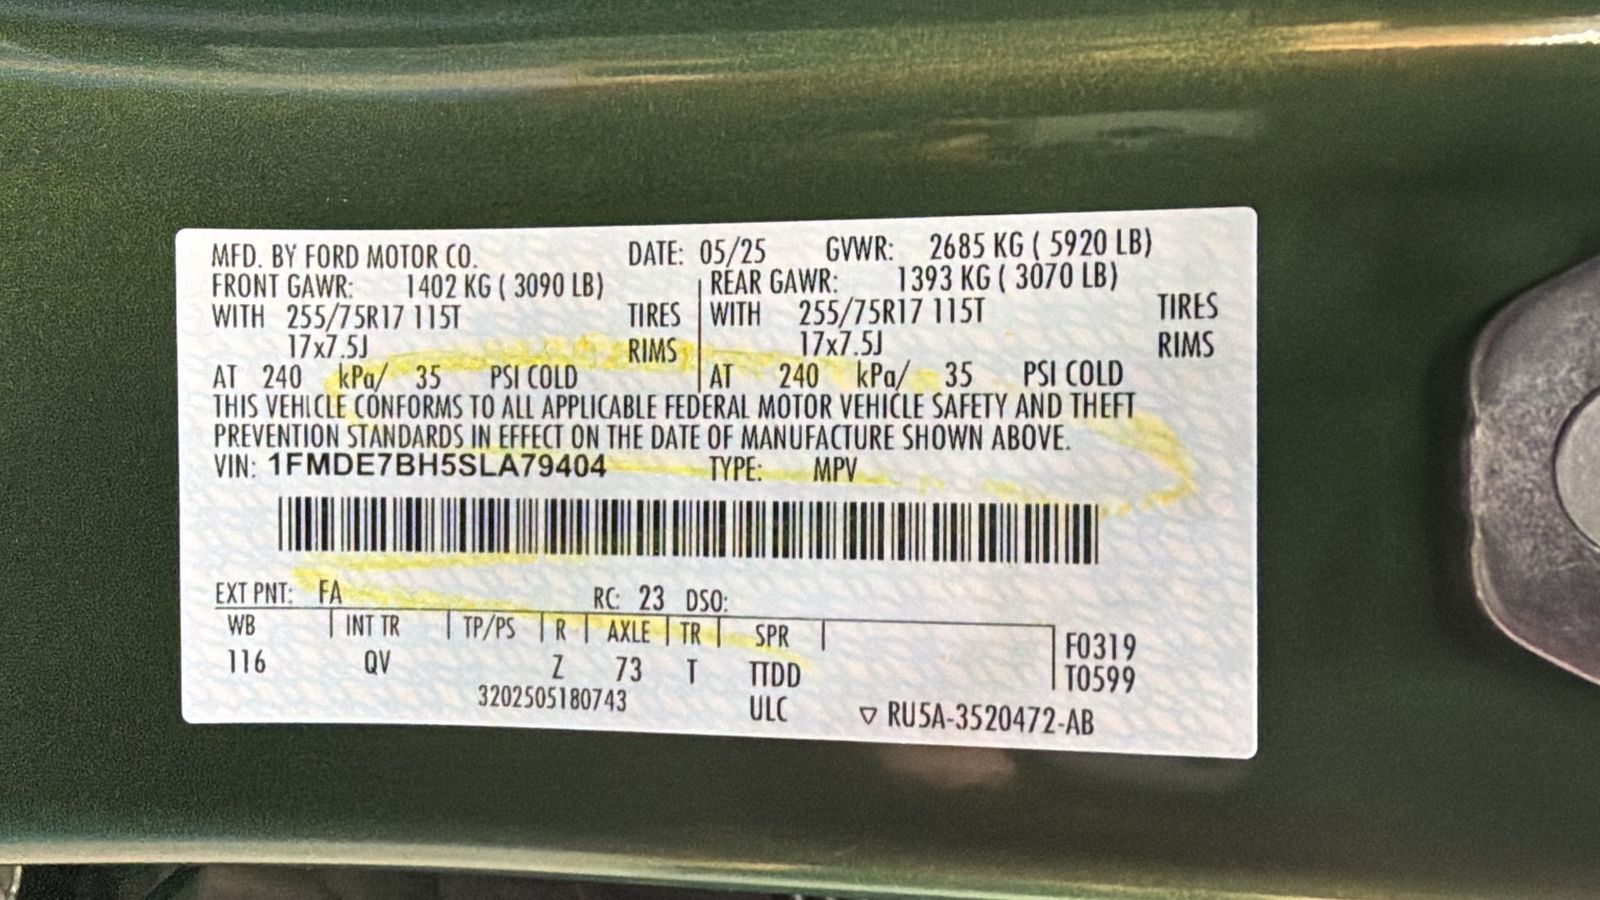 MFD. BY FORD MOTOR CO. DATE: 05/25 GVWR: 2685 KG ( 5920 LB)
FRONT GAWR: 1402 KG ( 3090 LB) REAR GAWR: 1393 KG ( 3070 LB)
WITH 255/75R17 115T TIRES WITH 255/75R17 115T TIRES
17x7.5J RIMS 17x7.5J RIMS
AT 240 kPa/ 35 PSI COLD AT 240 kPa/ 35 PSI COLD
THIS VEHICLE CONFORMS TO ALL APPLICABLE FEDERAL MOTOR VEHICLE SAFETY AND THEFT
PREVENTION STANDARDS IN EFFECT ON THE DATE OF MANUFACTURE SHOWN ABOVE.
VIN: 1FMDE7BH5SLA79404 TYPE: MPV
EXT PNT: FA RC: 23 DSO:
WB INT TR TP/PS R AXLE TR SPR F0319
116 QV Z 73 T TTDD T0599
3202505180743 ULC ▽ RU5A-3520472-AB